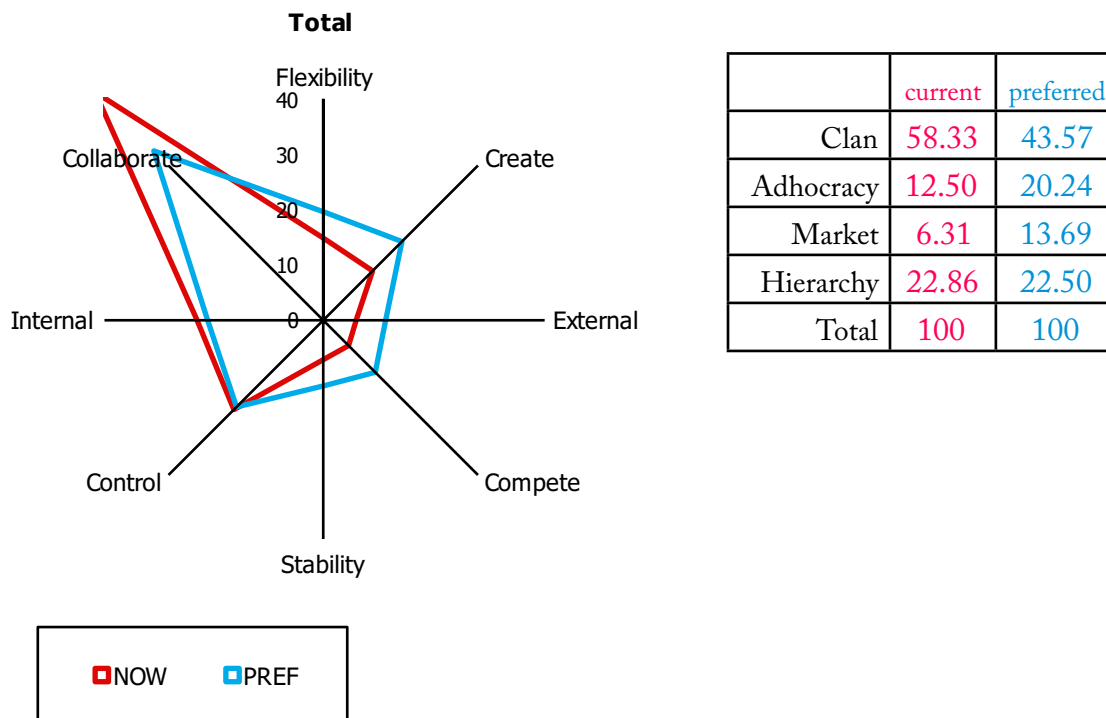 Total
Flexibility
40
30
20
10
0
Collaborate
Create
Internal
External
Control
Compete
Stability
NOW PREF
current preferred
Clan 58.33 43.57
Adhocracy 12.50 20.24
Market 6.31 13.69
Hierarchy 22.86 22.50
Total 100 100